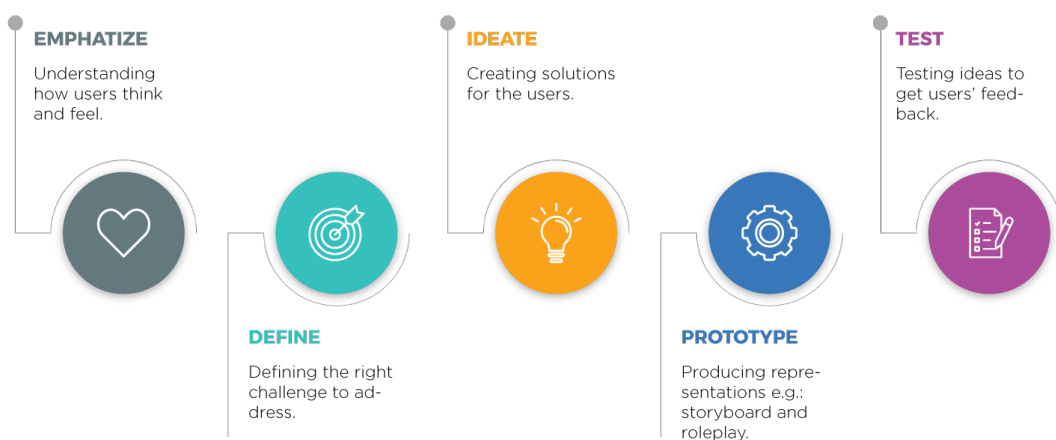 EMPHATIZE
Understanding
how users think
and feel.
DEFINE
Defining the right
challenge to ad-
dress.
IDEATE
Creating solutions
for the users.
PROTOTYPE
Producing repre-
sentations e.g.:
storyboard and
roleplay.
TEST
Testing ideas to
get users’ feed-
back.